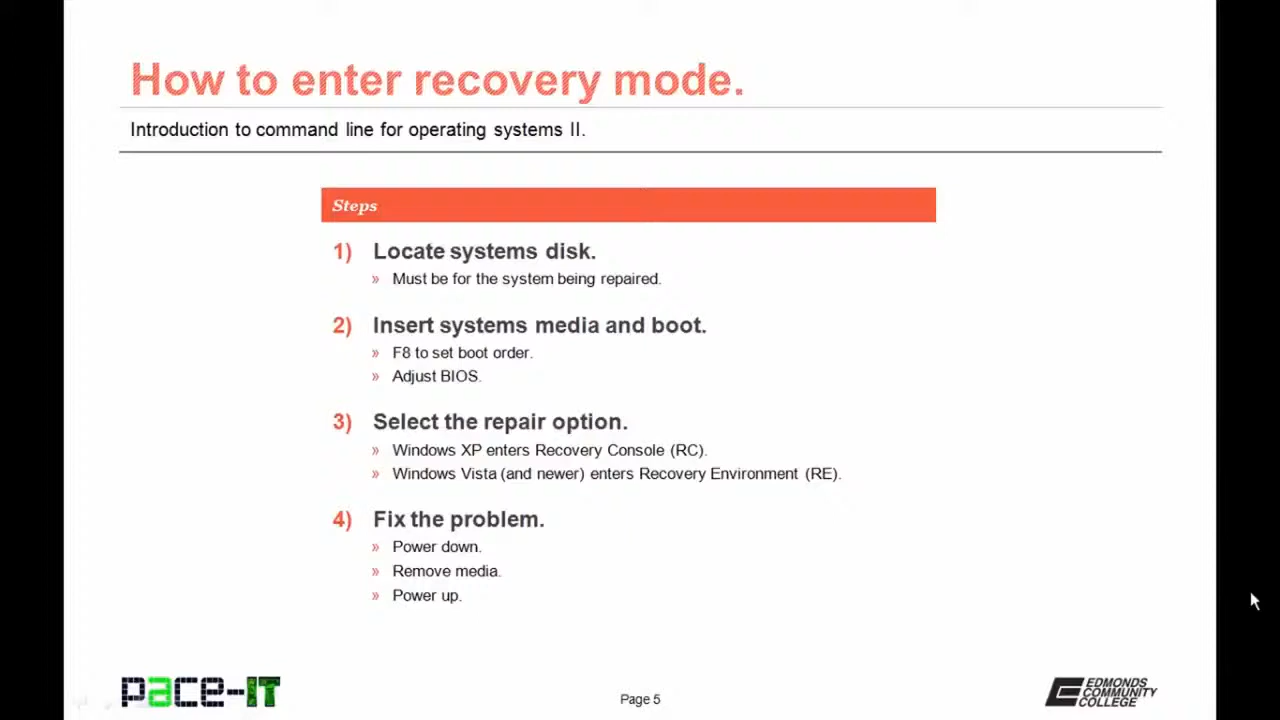 How to enter recovery mode.
Introduction to command line for operating systems II.
Steps
1) Locate systems disk.
» Must be for the system being repaired.
2) Insert systems media and boot.
» F8 to set boot order.
» Adjust BIOS.
3) Select the repair option.
» Windows XP enters Recovery Console (RC).
» Windows Vista (and newer) enters Recovery Environment (RE).
4) Fix the problem.
» Power down.
» Remove media.
» Power up.
pace-IT
Page 5
EDMONDS
COMMUNITY
COLLEGE